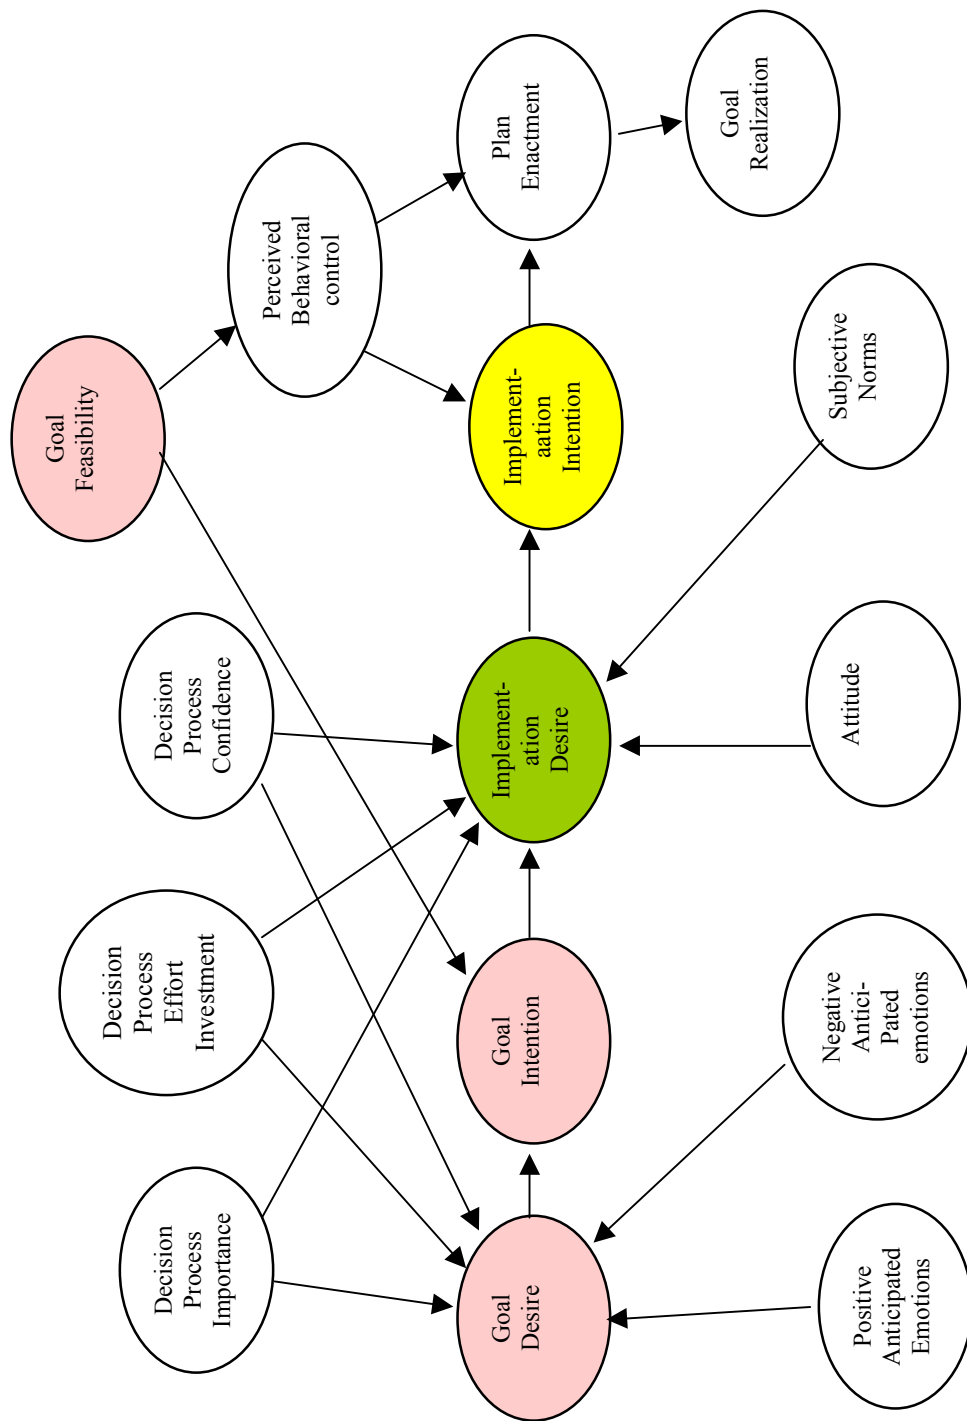 Goal
Feasibility
Decision
Process
Importance
Decision
Process
Effort
Investment
Decision
Process
Confidence
Perceived
Behavioral
control
Goal
Desire
Goal
Intention
Implement-
ation
Desire
Implement-
aation
Intention
Plan
Enactment
Goal
Realization
Positive
Anticipated
Emotions
Negative
Antici-
Pated
emotions
Attitude
Subjective
Norms